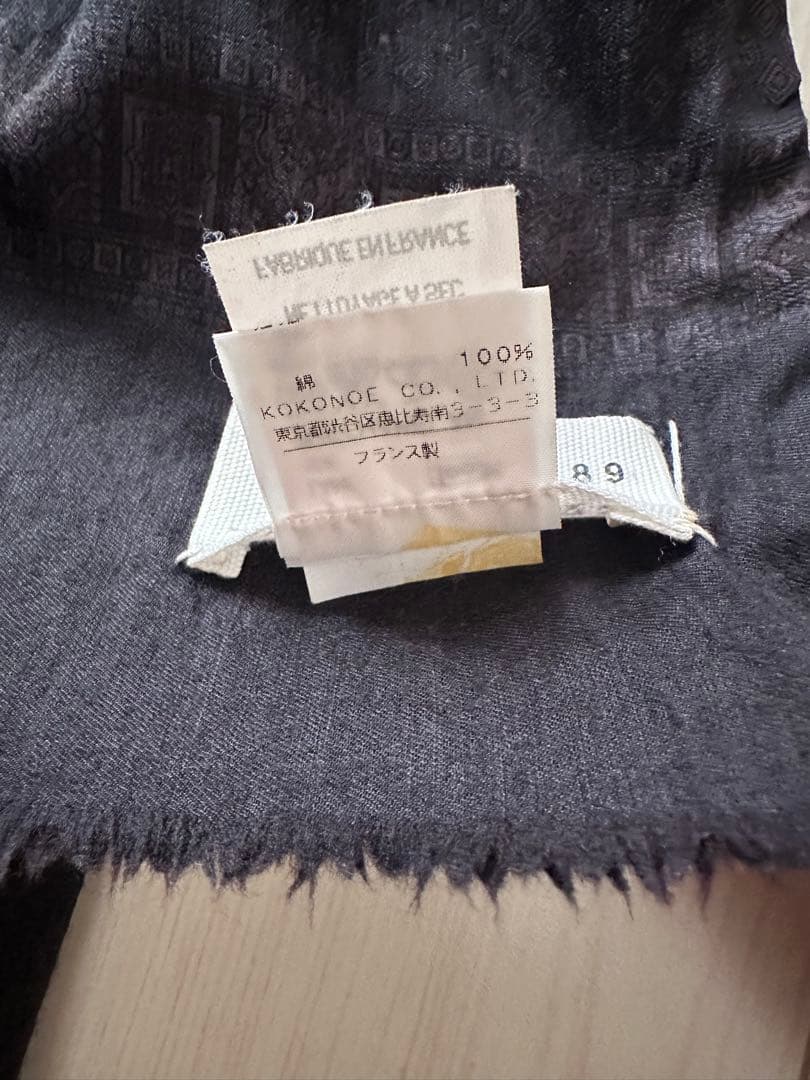 FABRIQUE EN FRANCE
NETTOYAGE A SEC
綿 100%
KOKONOE CO., LTD.
東京都渋谷区恵比寿南3-3-3
フランス製
89